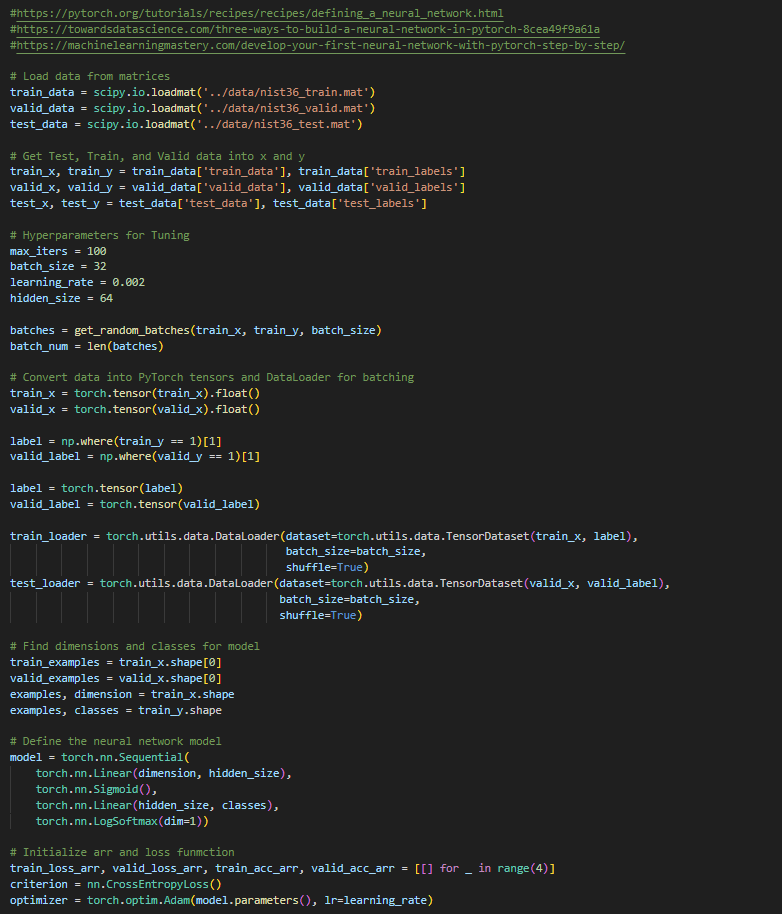 #https://pytorch.org/tutorials/recipes/recipes/defining_a_neural_network.html
#https://towardsdatascience.com/three-ways-to-build-a-neural-network-in-pytorch-8cea49f9a61a
#https://machinelearningmastery.com/develop-your-first-neural-network-with-pytorch-step-by-step/

# Load data from matrices
train_data = scipy.io.loadmat('../data/nist36_train.mat')
valid_data = scipy.io.loadmat('../data/nist36_valid.mat')
test_data = scipy.io.loadmat('../data/nist36_test.mat')

# Get Test, Train, and Valid data into x and y
train_x, train_y = train_data['train_data'], train_data['train_labels']
valid_x, valid_y = valid_data['valid_data'], valid_data['valid_labels']
test_x, test_y = test_data['test_data'], test_data['test_labels']

# Hyperparameters for Tuning
max_iters = 100
batch_size = 32
learning_rate = 0.002
hidden_size = 64

batches = get_random_batches(train_x, train_y, batch_size)
batch_num = len(batches)

# Convert data into PyTorch tensors and DataLoader for batching
train_x = torch.tensor(train_x).float()
valid_x = torch.tensor(valid_x).float()

label = np.where(train_y == 1)[1]
valid_label = np.where(valid_y == 1)[1]

label = torch.tensor(label)
valid_label = torch.tensor(valid_label)

train_loader = torch.utils.data.DataLoader(dataset=torch.utils.data.TensorDataset(train_x, label),
                                           batch_size=batch_size,
                                           shuffle=True)
test_loader = torch.utils.data.DataLoader(dataset=torch.utils.data.TensorDataset(valid_x, valid_label),
                                          batch_size=batch_size,
                                          shuffle=True)

# Find dimensions and classes for model
train_examples = train_x.shape[0]
valid_examples = valid_x.shape[0]
examples, dimension = train_x.shape
examples, classes = train_y.shape

# Define the neural network model
model = torch.nn.Sequential(
    torch.nn.Linear(dimension, hidden_size),
    torch.nn.Sigmoid(),
    torch.nn.Linear(hidden_size, classes),
    torch.nn.LogSoftmax(dim=1))

# Initialize arr and loss funmction
train_loss_arr, valid_loss_arr, train_acc_arr, valid_acc_arr = [[] for _ in range(4)]
criterion = nn.CrossEntropyLoss()
optimizer = torch.optim.Adam(model.parameters(), lr=learning_rate)